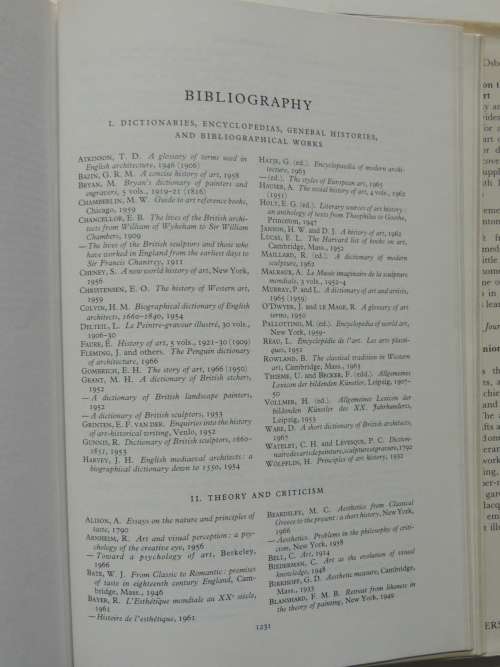 BIBLIOGRAPHY
I. DICTIONARIES, ENCYCLOPEDIAS, GENERAL HISTORIES,
AND BIBLIOGRAPHICAL WORKS
ATKINSON, T. D. A glossary of terms used in
English architecture, 1946 (1906)
BAZIN, G. R. M. A concise history of art, 1958
BRYAN, M. Bryan's dictionary of painters and
engravers, 5 vols., 1919-21 (1816)
CHAMBERLIN, M. W. Guide to art reference books,
Chicago, 1959
CHANCELLOR, E. B. The lives of the British archi-
tects from William of Wykeham to Sir William
Chambers, 1909
—The lives of the British sculptors and those who
have worked in England from the earliest days to
Sir Francis Chantrey, 1911
CHENEY, S. A new world history of art, New York,
1956
CHRISTENSEN, E. O. The history of Western art,
1959
COLVIN, H. M. Biographical dictionary of English
architects, 1660-1840, 1954
DELTEIL, L. Le Peintre-graveur illustré, 30 vols.,
1906-30
FAURE, E. History of art, 5 vols., 1921-30 (1909)
FLEMING, J. and others. The Penguin dictionary
of architecture, 1966
GOMBRICH, E. H. The story of art, 1966 (1950)
GRANT, M. H. A dictionary of British etchers,
1952
—A dictionary of British landscape painters,
1952
—A dictionary of British sculptors, 1953
GRINTEN, E. F. VAN DER. Enquiries into the history
of art-historical writing, Venlo, 1952
GUNNIS, R. Dictionary of British sculptors, 1660-
1851, 1953
HARVEY, J. H. English mediaeval architects: a
biographical dictionary down to 1550, 1954
HATJE, G. (ed.). Encyclopaedia of modern archi-
tecture, 1963
—(ed.). The styles of European art, 1965
HAUSER, A. The social history of art, 4 vols., 1962
(1951)
HOLT, E. G. (ed.). Literary sources of art history:
an anthology of texts from Theophilus to Goethe,
Princeton, 1947
JANSON, H. W. and D. J. A history of art, 1962
LUCAS, E. L. The Harvard list of books on art,
Cambridge, Mass., 1952
MAILLARD, R. (ed.). A dictionary of modern
sculpture, 1962
MALRAUX, A. Le Musée imaginaire de la sculpture
mondiale, 3 vols., 1952-4
MURRAY, P. and L. A dictionary of art and artists,
1965 (1959)
O'DWYER, J. and LE MAGE, R. A glossary of art
terms, 1950
PALLOTTINO, M. (ed.). Encyclopedia of world art,
New York, 1959-
RÉAU, L. Encyclopédie de l'art: Les arts plasti-
ques, 1951
ROWLAND, B. The classical tradition in Western
art, Cambridge, Mass., 1963
THIEME, U. and BECKER, F. (edd.). Allgemeines
Lexicon der bildenden Künstler, Leipzig, 1907-
50
VOLLMER, H. (ed.). Allgemeines Lexicon der
bildenden Künstler des XX. Jahrhunderts,
Leipzig, 1953
WARE, D. A short dictionary of British architects,
1967
WATELET, C. H. and LÉVESQUE, P. C. Diction-
naire des arts de peinture, sculpture et gravure, 1792
WÖLFFLIN, H. Principles of art history, 1932
II. THEORY AND CRITICISM
ALISON, A. Essays on the nature and principles of
taste, 1790
ARNHEIM, R. Art and visual perception: a psy-
chology of the creative eye, 1956
—Toward a psychology of art, Berkeley,
1966
BATE, W. J. From Classic to Romantic: premises
of taste in eighteenth century England, Cam-
bridge, Mass., 1946
BAYER, R. L'Esthétique mondiale au XXe siècle,
1961
—Histoire de l'esthétique, 1961
BEARDSLEY, M. C. Aesthetics from Classical
Greece to the present: a short history, New York,
1966
—Aesthetics. Problems in the philosophy of criti-
cism, New York, 1958
BELL, C. Art, 1914
BIEDERMAN, C. Art as the evolution of visual
knowledge, 1948
BIRKHOFF, G. D. Aesthetic measure, Cambridge,
Mass., 1933
BLANSHARD, F. M. B. Retreat from likeness in
the theory of painting, New York, 1949
1231